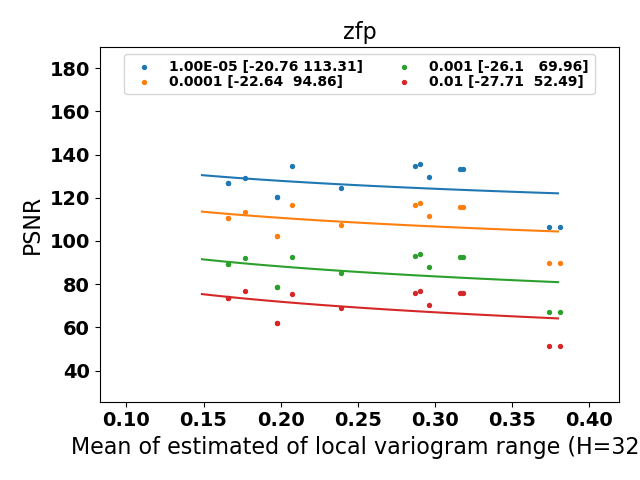 zfp
1.00E-05 [-20.76 113.31]
0.0001 [-22.64  94.86]
0.001 [-26.1   69.96]
0.01 [-27.71  52.49]
PSNR
180
160
140
120
100
80
60
40
0.10 0.15 0.20 0.25 0.30 0.35 0.40
Mean of estimated of local variogram range (H=32